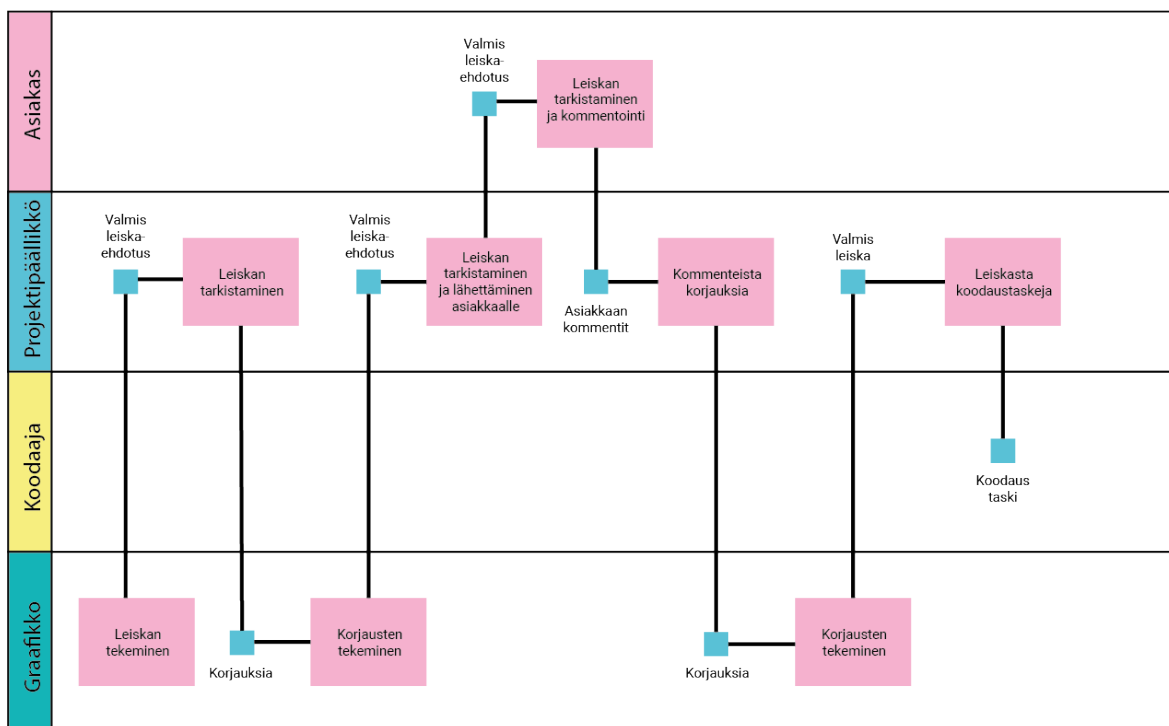 Asiakas
Valmis
leiska-
ehdotus
Leiskan
tarkistaminen
ja kommentointi
Projektipäällikkö
Valmis
leiska-
ehdotus
Leiskan
tarkistaminen
Valmis
leiska-
ehdotus
Leiskan
tarkistaminen
ja lähettäminen
asiakkaalle
Asiakkaan
kommentit
Kommenteista
korjauksia
Valmis
leiska
Leiskasta
koodaustaskeja
Koodaaja
Koodaus
taski
Graafikko
Leiskan
tekeminen
Korjauksia
Korjausten
tekeminen
Korjauksia
Korjausten
tekeminen